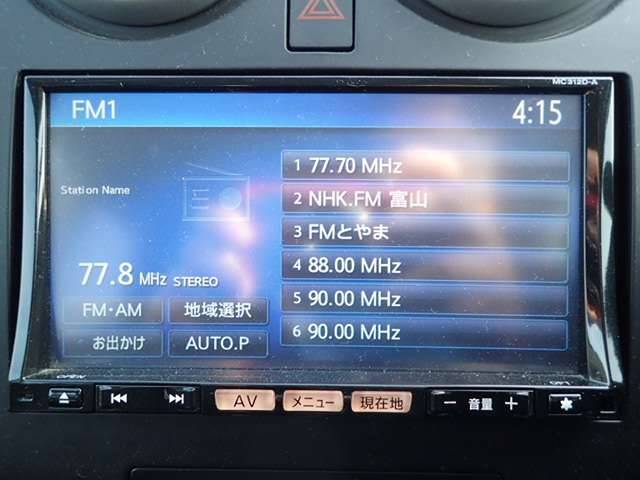 MC312D-A
FM1
4:15
1 77.70 MHz
Station Name
2 NHK.FM 富山
3 FMとやま
77.8 MHz STEREO
4 88.00 MHz
FM・AM 地域選択
5 90.00 MHz
お出かけ AUTO.P
6 90.00 MHz
OPEN
AV メニュー 現在地 － 音量 ＋